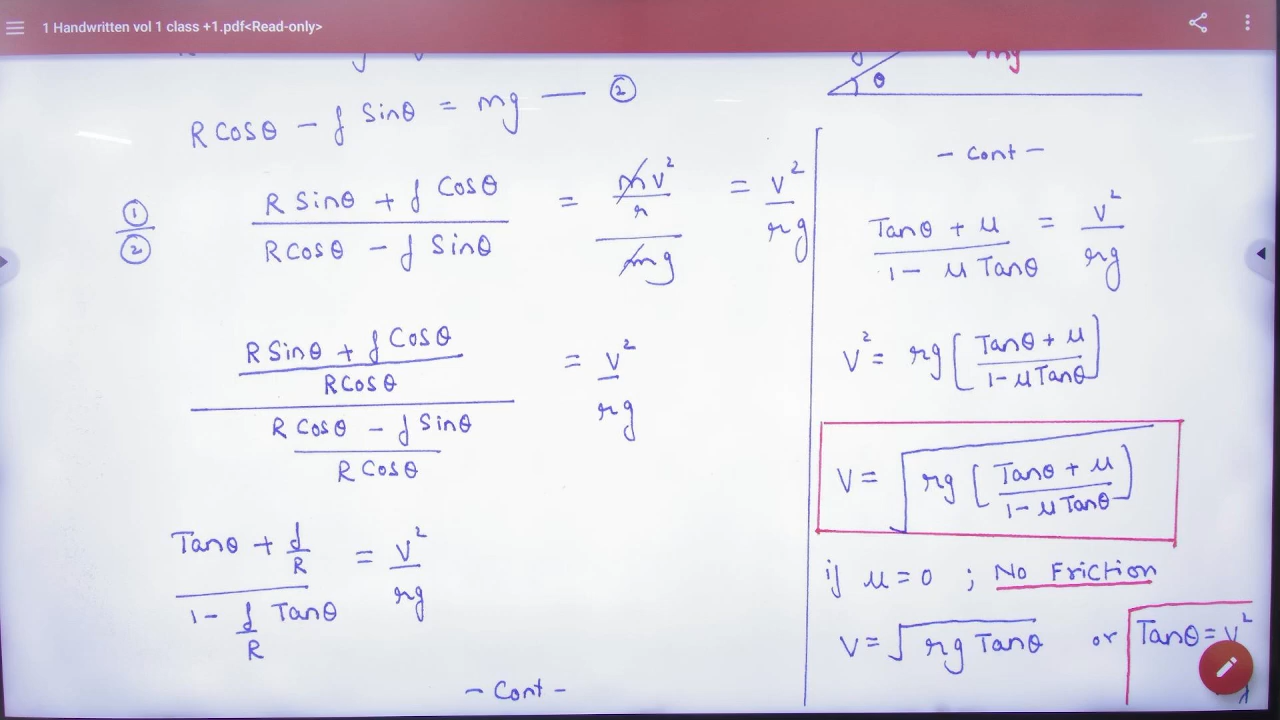 1 Handwritten vol 1 class +1.pdf<Read-only>
θ
R Cosθ – f Sinθ = mg — ②
①/② (R Sinθ + f Cosθ)/(R Cosθ – f Sinθ) = (mv²/r)/(mg) = v²/rg
((R Sinθ + f Cosθ)/(R Cosθ))/((R Cosθ – f Sinθ)/(R Cosθ)) = v²/rg
(Tanθ + f/R)/(1 – f/R Tanθ) = v²/rg
– Cont –
– Cont –
(Tanθ + μ)/(1 – μ Tanθ) = v²/rg
V² = rg [(Tanθ + μ)/(1 – μ Tanθ)]
V = √(rg [(Tanθ + μ)/(1 – μ Tanθ)])
if μ = 0 ; No Friction
V = √(rg Tanθ) or Tanθ = v²